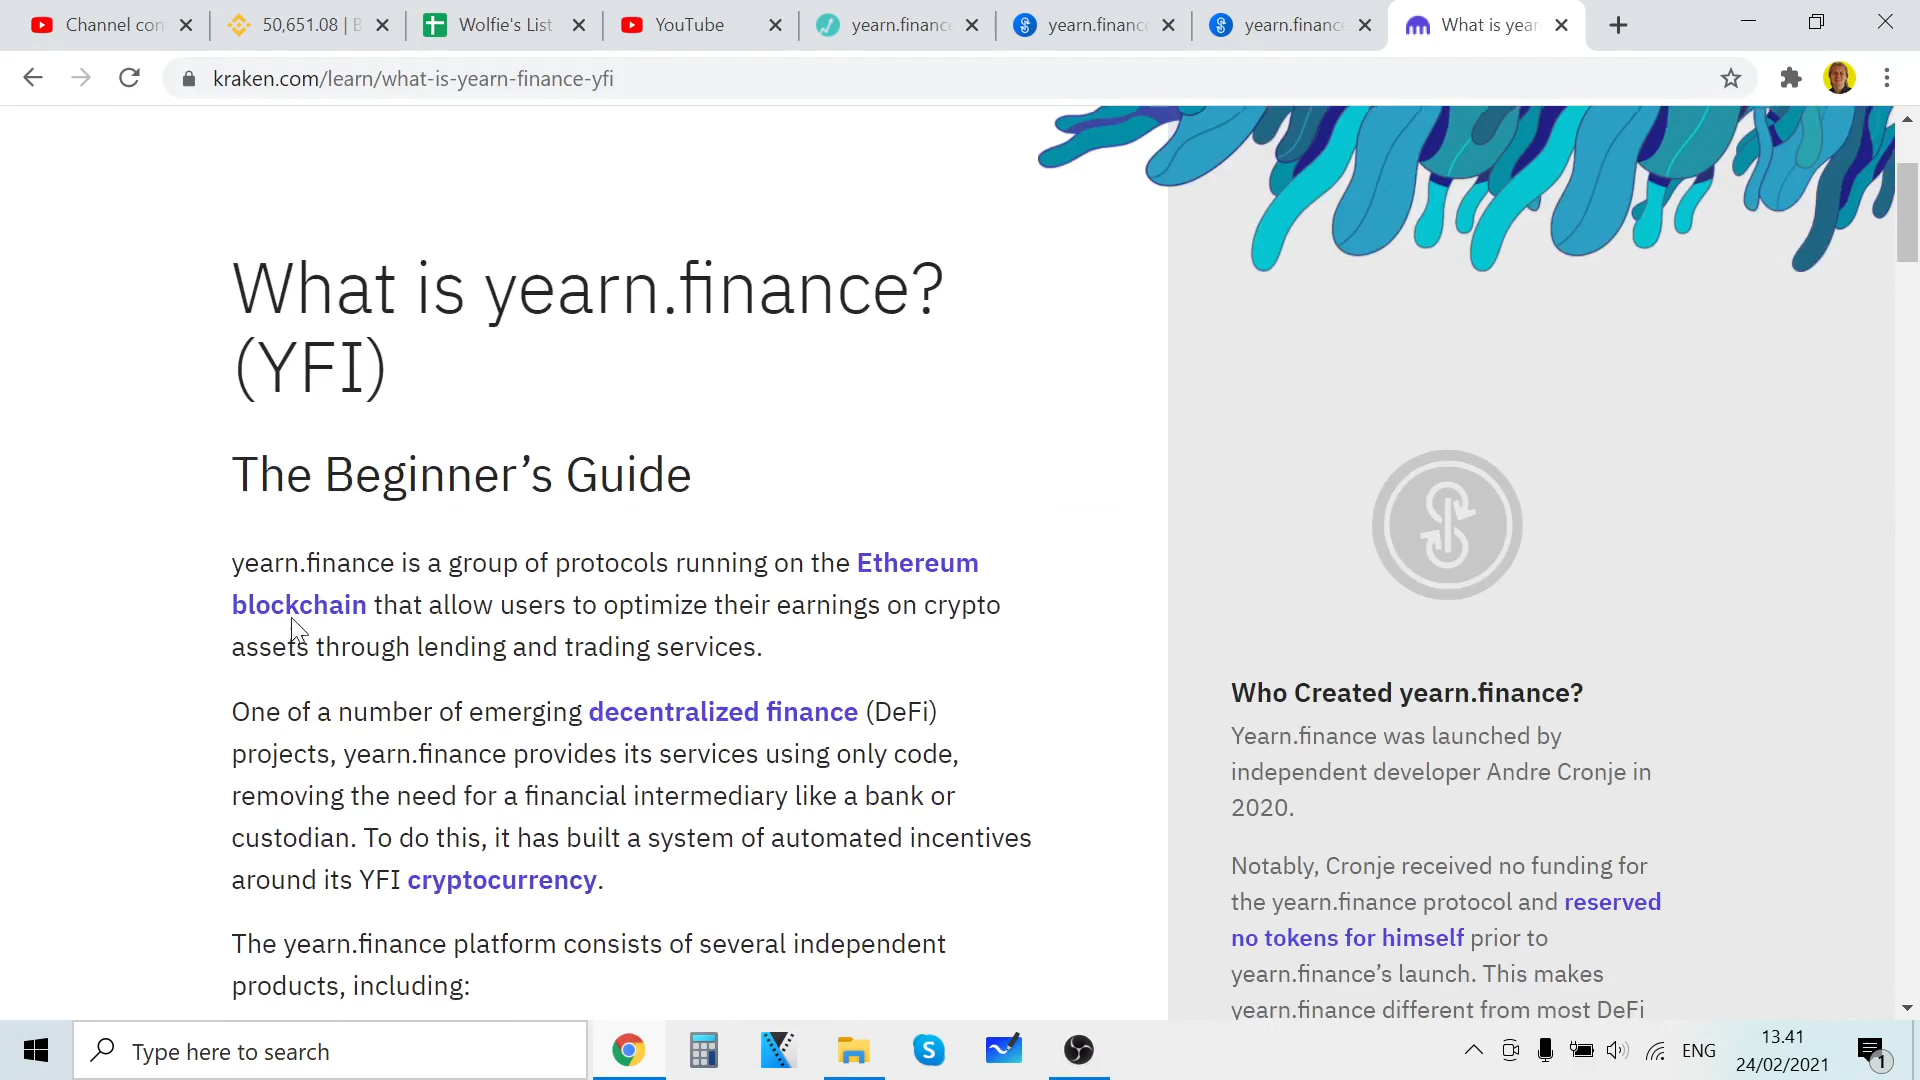 Channel con
50,651.08 | B
Wolfie's List
YouTube
yearn.finance
yearn.finance
yearn.finance
What is year
kraken.com/learn/what-is-yearn-finance-yfi
What is yearn.finance?
(YFI)
The Beginner’s Guide
yearn.finance is a group of protocols running on the Ethereum
blockchain that allow users to optimize their earnings on crypto
assets through lending and trading services.
One of a number of emerging decentralized finance (DeFi)
projects, yearn.finance provides its services using only code,
removing the need for a financial intermediary like a bank or
custodian. To do this, it has built a system of automated incentives
around its YFI cryptocurrency.
The yearn.finance platform consists of several independent
products, including:
Who Created yearn.finance?
Yearn.finance was launched by
independent developer Andre Cronje in
2020.
Notably, Cronje received no funding for
the yearn.finance protocol and reserved
no tokens for himself prior to
yearn.finance’s launch. This makes
yearn.finance different from most DeFi
Type here to search
ENG
13.41
24/02/2021
1